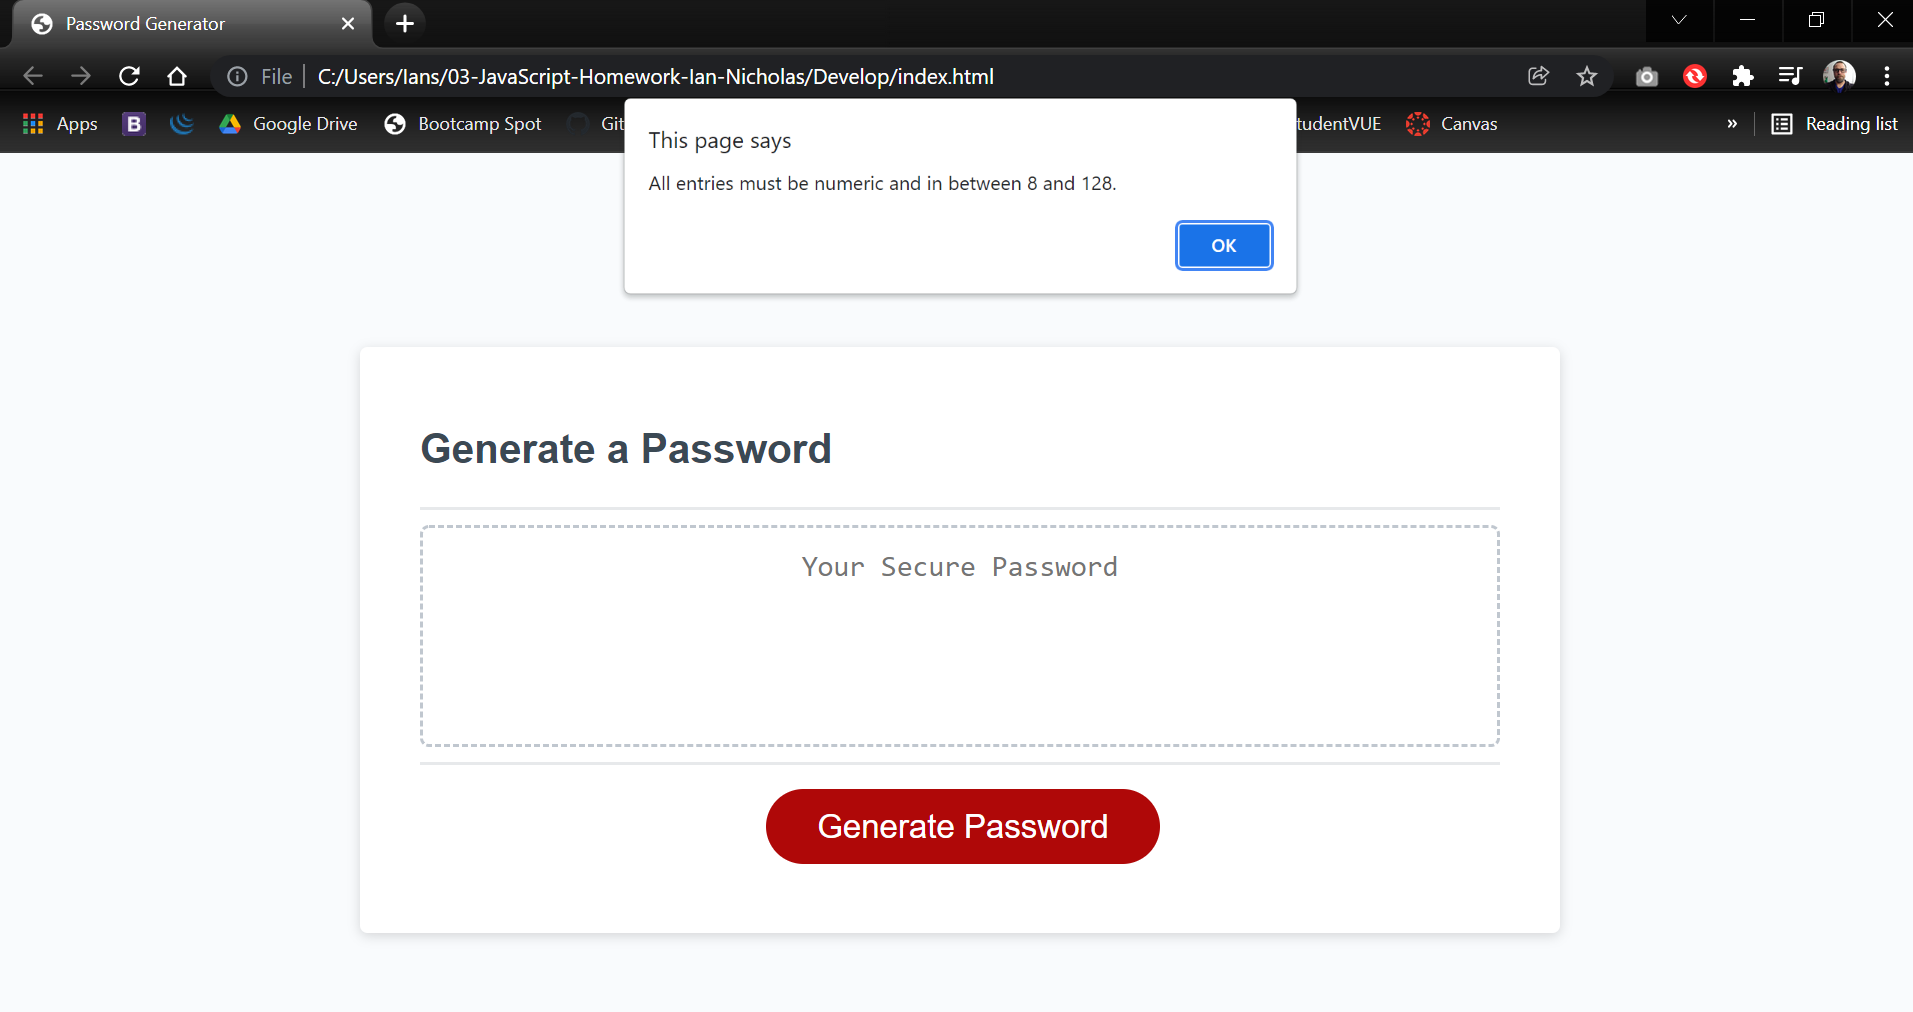 Password Generator
File C:/Users/Ians/03-JavaScript-Homework-Ian-Nicholas/Develop/index.html
Apps B Google Drive Bootcamp Spot Git tudentVUE Canvas » Reading list
This page says
All entries must be numeric and in between 8 and 128.
OK
Generate a Password
Your Secure Password
Generate Password